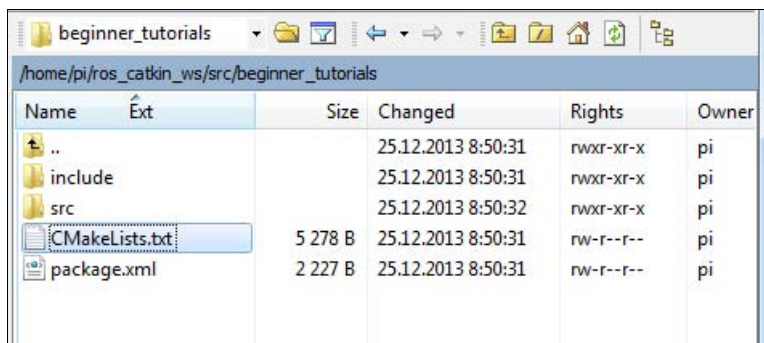 beginner_tutorials
/home/pi/ros_catkin_ws/src/beginner_tutorials
Name Ext Size Changed Rights Owner
.. 25.12.2013 8:50:31 rwxr-xr-x pi
include 25.12.2013 8:50:31 rwxr-xr-x pi
src 25.12.2013 8:50:32 rwxr-xr-x pi
CMakeLists.txt 5 278 B 25.12.2013 8:50:31 rw-r--r-- pi
package.xml 2 227 B 25.12.2013 8:50:31 rw-r--r-- pi